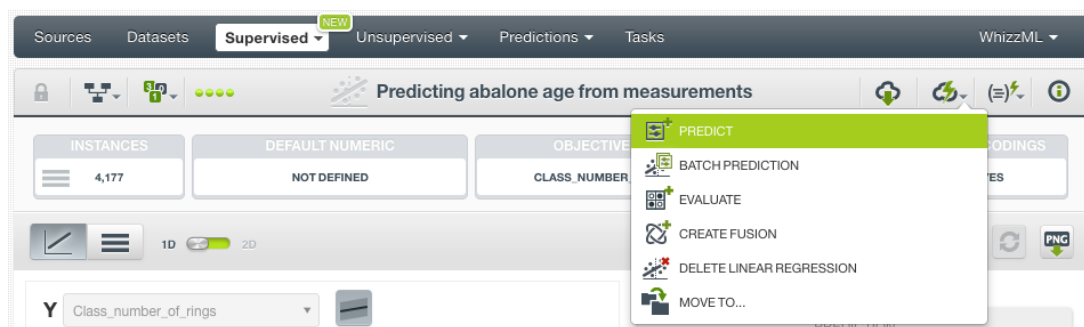 NEW
Sources Datasets Supervised Unsupervised Predictions Tasks WhizzML
Predicting abalone age from measurements
INSTANCES DEFAULT NUMERIC OBJECTIVE ODINGS
4,177 NOT DEFINED CLASS_NUMBER_ ES
PREDICT
BATCH PREDICTION
EVALUATE
CREATE FUSION
DELETE LINEAR REGRESSION
MOVE TO...
1D 2D PNG
Y Class_number_of_rings